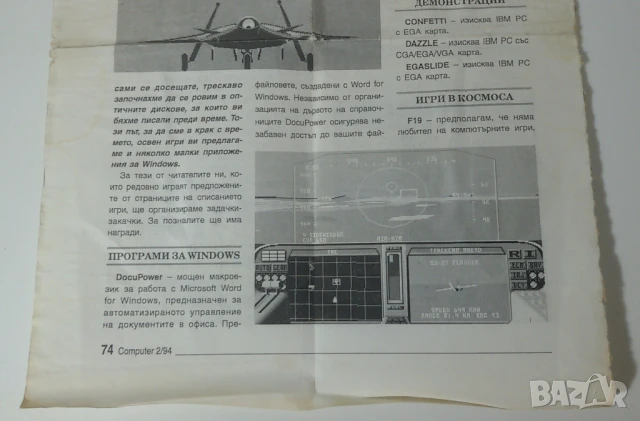 сами се досещате, трескаво
започнахме да се ровим в оп-
тичните дискове, за които ви
бяхме писали преди време. То-
зи път, за да сме в крак с вре-
мето, освен игри ви предлага-
ме и няколко малки приложе-
ния за Windows.
За тези от читателите ни, ко-
ито редовно играят предложени-
те от страниците на списанието
игри, ще организираме задачки-
закачки. За позналите ще има
награди.
ПРОГРАМИ ЗА WINDOWS
DocuPower – мощен макрое-
зик за работа с Microsoft Word
for Windows, предназначен за
автоматизираното управление
на документите в офиса. Пре-
файловете, създадени с Word for
Windows. Независимо от органи-
зацията на дървото на справоч-
ниците DocuPower осигурява не-
забавен достъп до вашите фай-
ДЕМОНСТРАЦИИ
CONFETTI – изисква IBM PC
с EGA карта.
DAZZLE – изисква IBM PC със
CGA/EGA/VGA карта.
EGASLIDE – изисква IBM PC
с EGA карта.
ИГРИ В КОСМОСА
F19 – предполагам, че няма
любител на компютърните игри,
SPEED 649
74 Computer 2/94
BAZAR